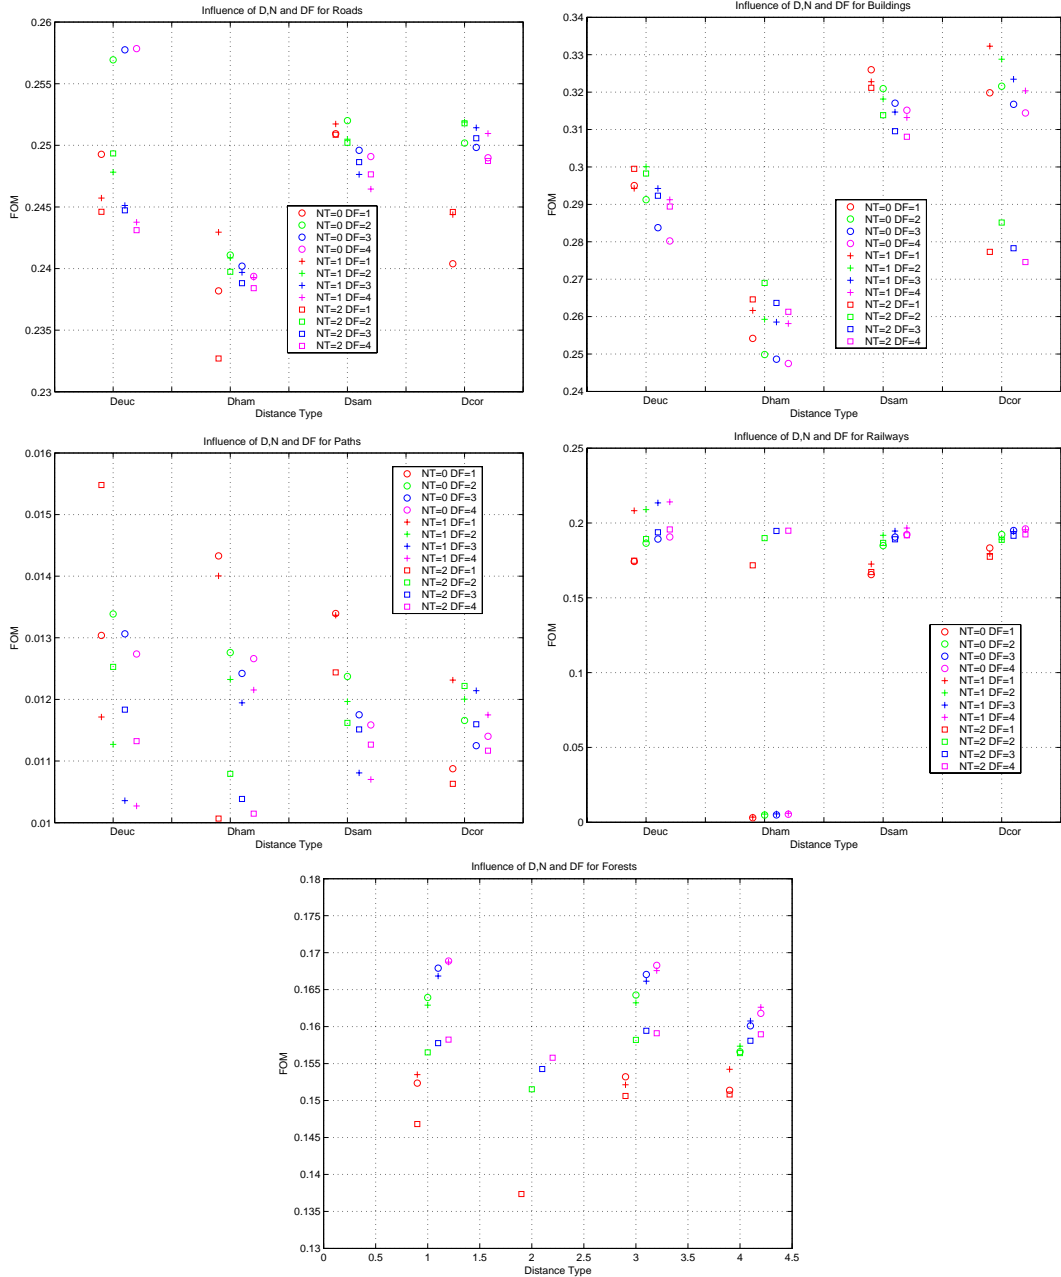 Influence of D,N and DF for Roads
0.26
0.255
0.25
0.245
0.24
0.235
0.23
FOM
NT=0 DF=1
NT=0 DF=2
NT=0 DF=3
NT=0 DF=4
NT=1 DF=1
NT=1 DF=2
NT=1 DF=3
NT=1 DF=4
NT=2 DF=1
NT=2 DF=2
NT=2 DF=3
NT=2 DF=4
Deuc Dham Dsam Dcor
Distance Type
Influence of D,N and DF for Buildings
0.34
0.33
0.32
0.31
0.3
0.29
0.28
0.27
0.26
0.25
0.24
FOM
NT=0 DF=1
NT=0 DF=2
NT=0 DF=3
NT=0 DF=4
NT=1 DF=1
NT=1 DF=2
NT=1 DF=3
NT=1 DF=4
NT=2 DF=1
NT=2 DF=2
NT=2 DF=3
NT=2 DF=4
Deuc Dham Dsam Dcor
Distance Type
Influence of D,N and DF for Paths
0.016
0.015
0.014
0.013
0.012
0.011
0.01
FOM
NT=0 DF=1
NT=0 DF=2
NT=0 DF=3
NT=0 DF=4
NT=1 DF=1
NT=1 DF=2
NT=1 DF=3
NT=1 DF=4
NT=2 DF=1
NT=2 DF=2
NT=2 DF=3
NT=2 DF=4
Deuc Dham Dsam Dcor
Distance Type
Influence of D,N and DF for Railways
0.25
0.2
0.15
0.1
0.05
0
FOM
NT=0 DF=1
NT=0 DF=2
NT=0 DF=3
NT=0 DF=4
NT=1 DF=1
NT=1 DF=2
NT=1 DF=3
NT=1 DF=4
NT=2 DF=1
NT=2 DF=2
NT=2 DF=3
NT=2 DF=4
Deuc Dham Dsam Dcor
Distance Type
Influence of D,N and DF for Forests
0.18
0.175
0.17
0.165
0.16
0.155
0.15
0.145
0.14
0.135
0.13
FOM
0 0.5 1 1.5 2 2.5 3 3.5 4 4.5
Distance Type